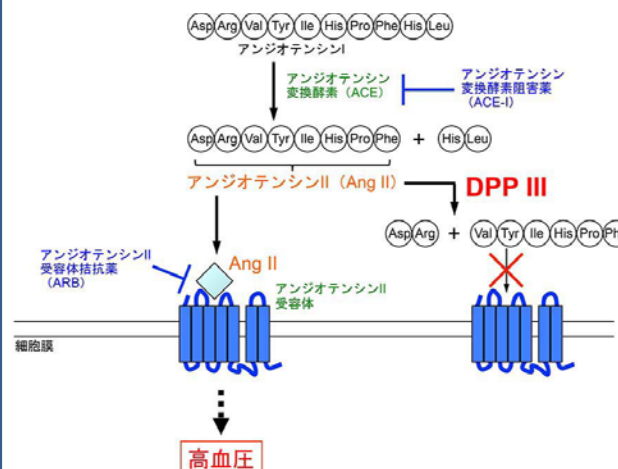 Asp Arg Val Tyr Ile His Pro Phe His Leu
アンジオテンシンI
アンジオテンシン
変換酵素（ACE）
アンジオテンシン
変換酵素阻害薬
（ACE-I）
Asp Arg Val Tyr Ile His Pro Phe + His Leu
アンジオテンシンII（Ang II）
DPP III
Asp Arg + Val Tyr Ile His Pro Ph
アンジオテンシンII
受容体拮抗薬
（ARB）
Ang II
アンジオテンシンII
受容体
細胞膜
高血圧